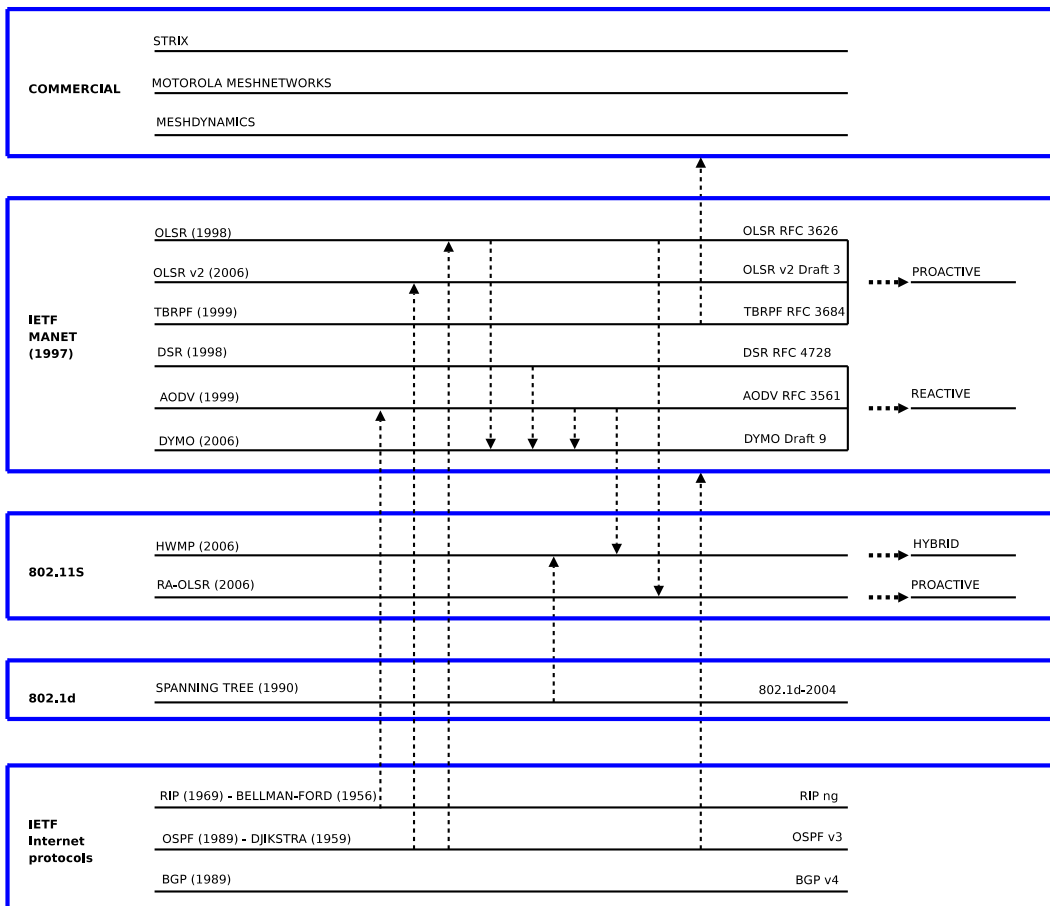 STRIX
COMMERCIAL
MOTOROLA MESHNETWORKS
MESHDYNAMICS
OLSR (1998)
OLSR RFC 3626
OLSR v2 (2006)
OLSR v2 Draft 3
PROACTIVE
IETF
MANET
(1997)
TBRPF (1999)
TBRPF RFC 3684
DSR (1998)
DSR RFC 4728
AODV (1999)
AODV RFC 3561
REACTIVE
DYMO (2006)
DYMO Draft 9
802.11S
HWMP (2006)
HYBRID
RA-OLSR (2006)
PROACTIVE
802.1d
SPANNING TREE (1990)
802.1d-2004
IETF
Internet
protocols
RIP (1969) - BELLMAN-FORD (1956)
RIP ng
OSPF (1989) - DJIKSTRA (1959)
OSPF v3
BGP (1989)
BGP v4